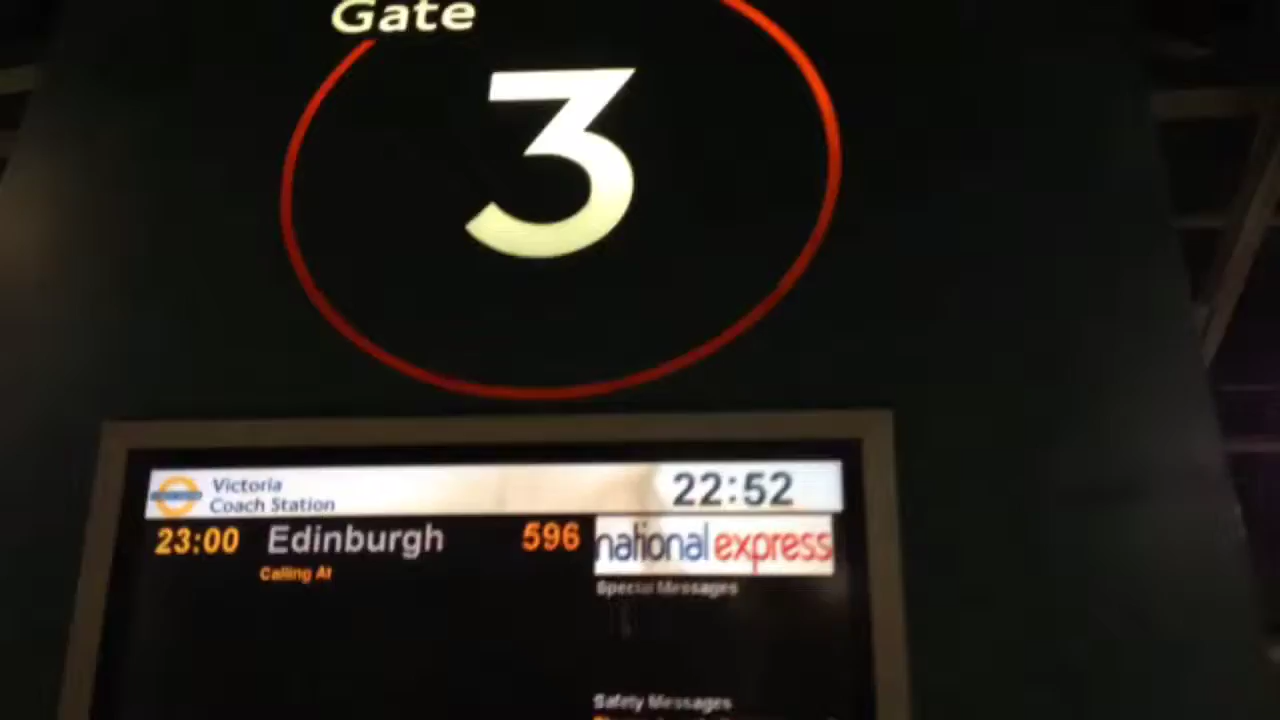 Gate
3
Victoria
Coach Station
22:52
23:00 Edinburgh 596 national express
Calling At
Special Messages
Safety Messages